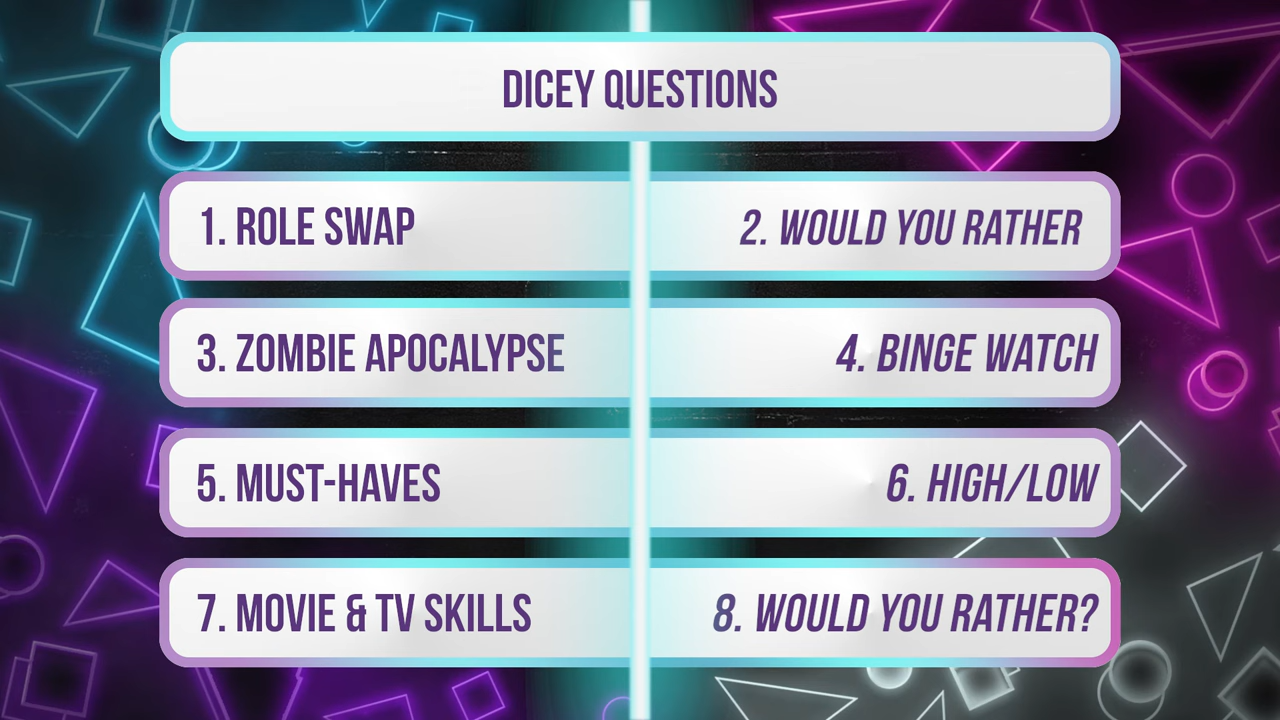 DICEY QUESTIONS
1. ROLE SWAP
2. WOULD YOU RATHER
3. ZOMBIE APOCALYPSE
4. BINGE WATCH
5. MUST-HAVES
6. HIGH/LOW
7. MOVIE & TV SKILLS
8. WOULD YOU RATHER?